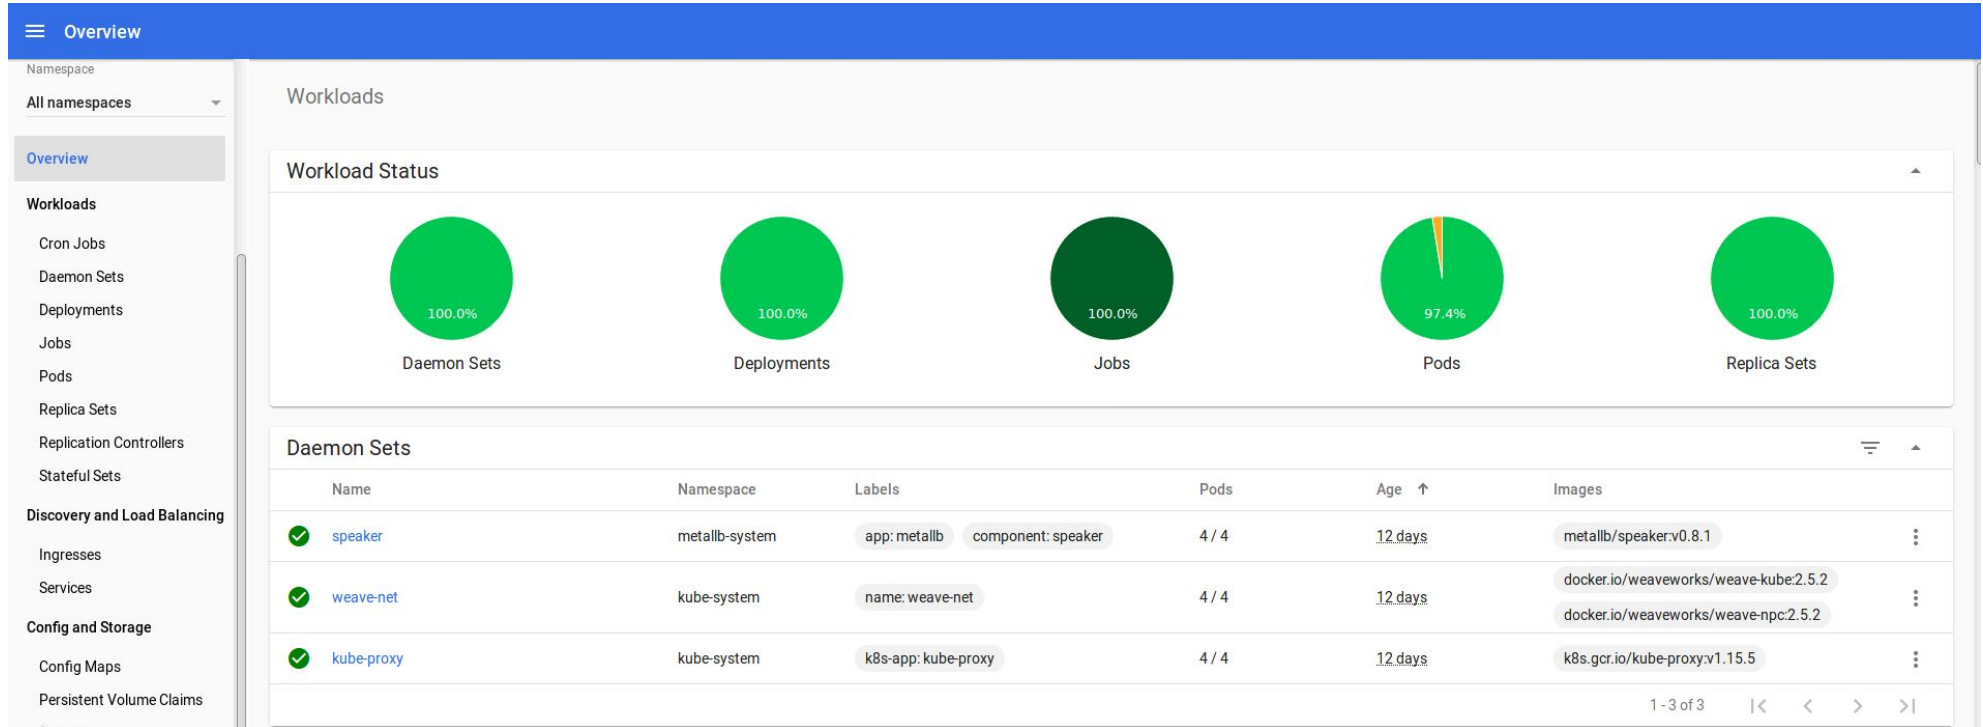 Overview
Namespace
All namespaces
Overview
Workloads
Cron Jobs
Daemon Sets
Deployments
Jobs
Pods
Replica Sets
Replication Controllers
Stateful Sets
Discovery and Load Balancing
Ingresses
Services
Config and Storage
Config Maps
Persistent Volume Claims
Workloads
Workload Status
100.0% 100.0% 100.0% 97.4% 100.0%
Daemon Sets Deployments Jobs Pods Replica Sets
Daemon Sets
Name Namespace Labels Pods Age Images
speaker metallb-system app: metallb component: speaker 4 / 4 12 days metallb/speaker:v0.8.1
weave-net kube-system name: weave-net 4 / 4 12 days docker.io/weaveworks/weave-kube:2.5.2
docker.io/weaveworks/weave-npc:2.5.2
kube-proxy kube-system k8s-app: kube-proxy 4 / 4 12 days k8s.gcr.io/kube-proxy:v1.15.5
1 - 3 of 3